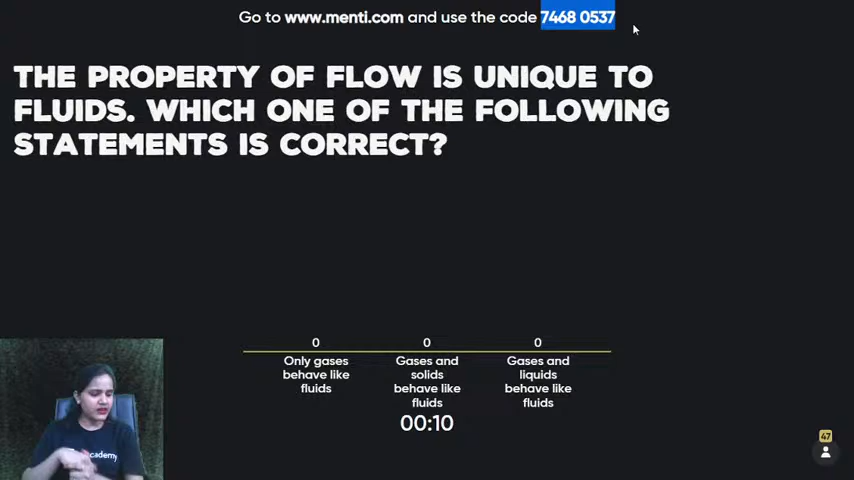 Go to www.menti.com and use the code 7468 0537
THE PROPERTY OF FLOW IS UNIQUE TO
FLUIDS. WHICH ONE OF THE FOLLOWING
STATEMENTS IS CORRECT?
0
Only gases
behave like
fluids
0
Gases and
solids
behave like
fluids
0
Gases and
liquids
behave like
fluids
00:10
47
cademy